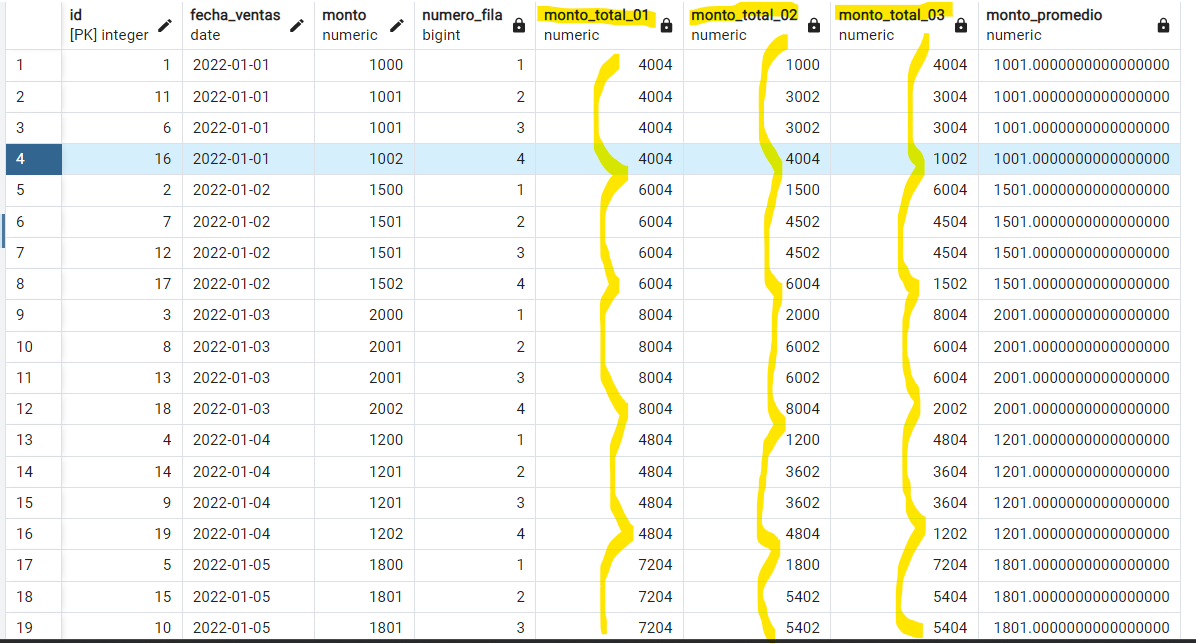 id fecha_ventas monto numero_fila monto_total_01 monto_total_02 monto_total_03 monto_promedio
[PK] integer date numeric bigint numeric numeric numeric numeric
1 1 2022-01-01 1000 1 4004 1000 4004 1001.0000000000000000
2 11 2022-01-01 1001 2 4004 3002 3004 1001.0000000000000000
3 6 2022-01-01 1001 3 4004 3002 3004 1001.0000000000000000
4 16 2022-01-01 1002 4 4004 4004 1002 1001.0000000000000000
5 2 2022-01-02 1500 1 6004 1500 6004 1501.0000000000000000
6 7 2022-01-02 1501 2 6004 4502 4504 1501.0000000000000000
7 12 2022-01-02 1501 3 6004 4502 4504 1501.0000000000000000
8 17 2022-01-02 1502 4 6004 6004 1502 1501.0000000000000000
9 3 2022-01-03 2000 1 8004 2000 8004 2001.0000000000000000
10 8 2022-01-03 2001 2 8004 6002 6004 2001.0000000000000000
11 13 2022-01-03 2001 3 8004 6002 6004 2001.0000000000000000
12 18 2022-01-03 2002 4 8004 8004 2002 2001.0000000000000000
13 4 2022-01-04 1200 1 4804 1200 4804 1201.0000000000000000
14 14 2022-01-04 1201 2 4804 3602 3604 1201.0000000000000000
15 9 2022-01-04 1201 3 4804 3602 3604 1201.0000000000000000
16 19 2022-01-04 1202 4 4804 4804 1202 1201.0000000000000000
17 5 2022-01-05 1800 1 7204 1800 7204 1801.0000000000000000
18 15 2022-01-05 1801 2 7204 5402 5404 1801.0000000000000000
19 10 2022-01-05 1801 3 7204 5402 5404 1801.0000000000000000